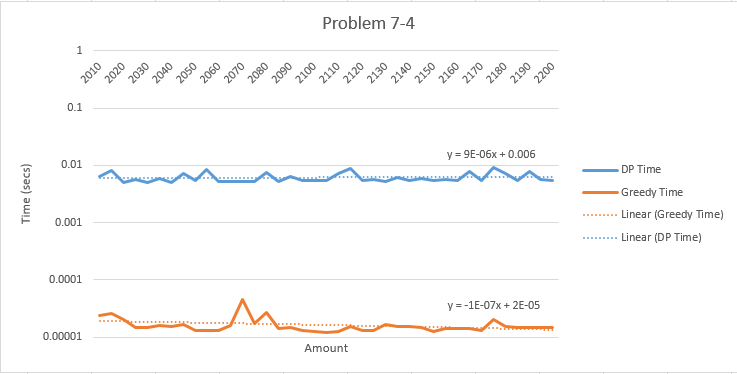 Problem 7-4
1
2010 2020 2030 2040 2050 2060 2070 2080 2090 2100 2110 2120 2130 2140 2150 2160 2170 2180 2190 2200
0.1
0.01
0.001
0.0001
0.00001
Time (secs)
y = 9E-06x + 0.006
y = -1E-07x + 2E-05
Amount
DP Time
Greedy Time
Linear (Greedy Time)
Linear (DP Time)